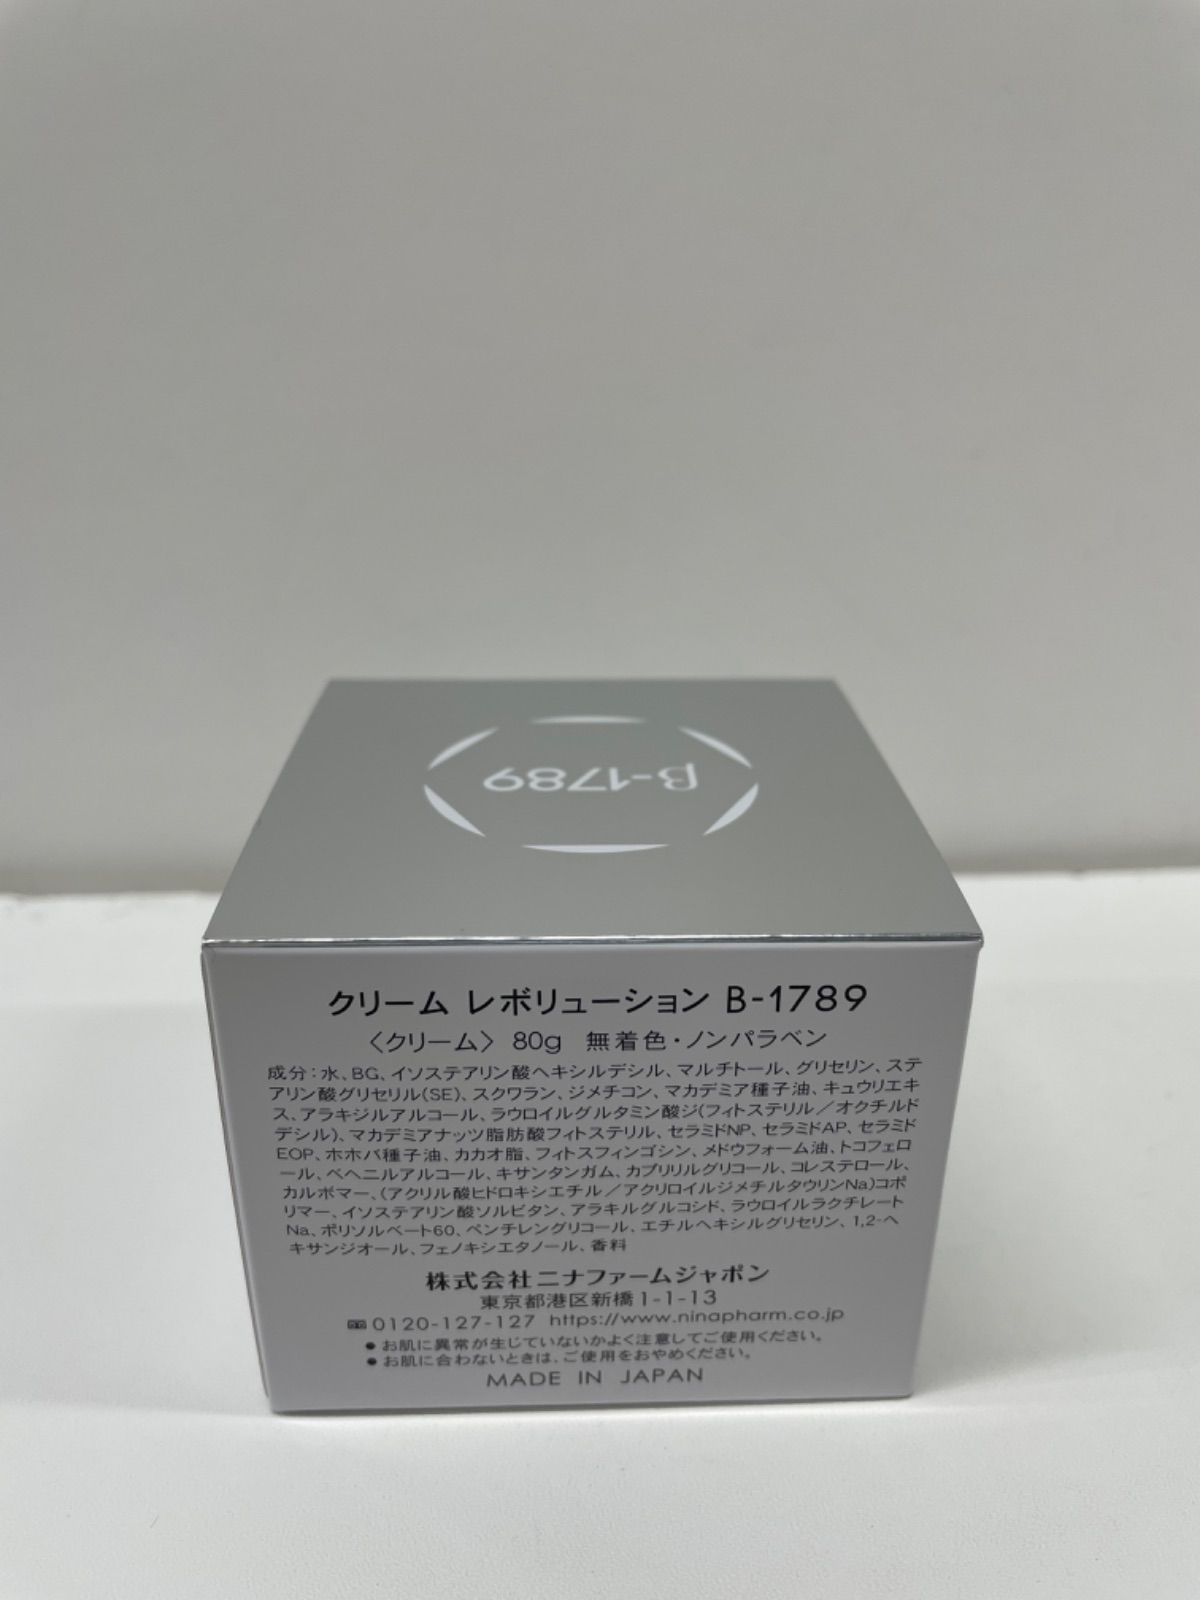 β-1789
クリーム レボリューション B-1789
〈クリーム〉 80g 無着色・ノンパラベン
成分：水、BG、イソステアリン酸ヘキシルデシル、マルチトール、グリセリン、ステ
アリン酸グリセリル(SE)、スクワラン、ジメチコン、マカデミア種子油、キュウリエキ
ス、アラキジルアルコール、ラウロイルグルタミン酸ジ(フィトステリル／オクチルド
デシル)、マカデミアナッツ脂肪酸フィトステリル、セラミドNP、セラミドAP、セラミド
EOP、ホホバ種子油、カカオ脂、フィトスフィンゴシン、メドウフォーム油、トコフェロ
ール、ベヘニルアルコール、キサンタンガム、カプリリルグリコール、コレステロール、
カルボマー、(アクリル酸ヒドロキシエチル／アクリロイルジメチルタウリンNa)コポ
リマー、イソステアリン酸ソルビタン、アラキルグルコシド、ラウロイルラクチレート
Na、ポリソルベート60、ペンチレングリコール、エチルヘキシルグリセリン、1,2-ヘ
キサンジオール、フェノキシエタノール、香料
株式会社ニナファームジャポン
東京都港区新橋1-1-13
0120-127-127 https://www.ninapharm.co.jp
●お肌に異常が生じていないかよく注意してご使用ください。
●お肌に合わないときは、ご使用をおやめください。
MADE IN JAPAN